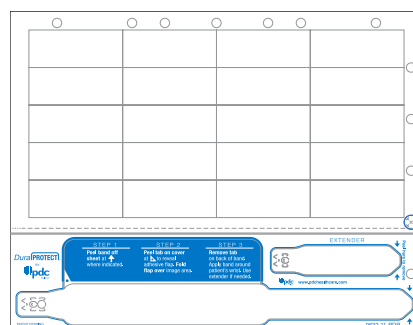 STEP 1
Peel band off
sheet at
where indicated.
STEP 2
Peel tab on cover
at to reveal
adhesive flap. Fold
flap over image area.
STEP 3
Remove tab
on back of band.
Apply band around
patient's wrist. Use
extender if needed.
DuraPROTECT
BY
pdc
EXTENDER
pdc
www.pdchealthcare.com